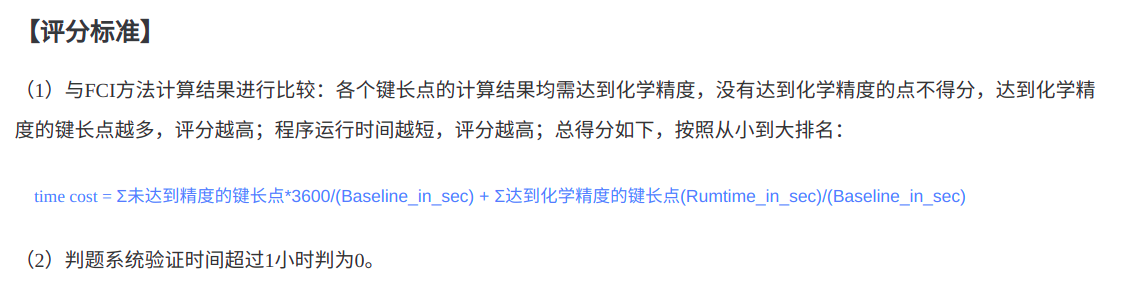 【评分标准】
（1）与FCI方法计算结果进行比较：各个键长点的计算结果均需达到化学精度，没有达到化学精度的点不得分，达到化学精
度的键长点越多，评分越高；程序运行时间越短，评分越高；总得分如下，按照从小到大排名：
time cost = Σ未达到精度的键长点*3600/(Baseline_in_sec) + Σ达到化学精度的键长点(Rumtime_in_sec)/(Baseline_in_sec)
（2）判题系统验证时间超过1小时判为0。